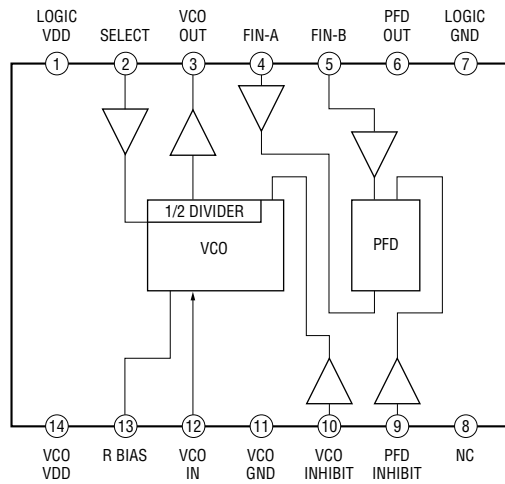 LOGIC VDD
SELECT
VCO OUT
FIN-A
FIN-B
PFD OUT
LOGIC GND
1
2
3
4
5
6
7
1/2 DIVIDER
VCO
PFD
14
13
12
11
10
9
8
VCO VDD
R BIAS
VCO IN
VCO GND
VCO INHIBIT
PFD INHIBIT
NC